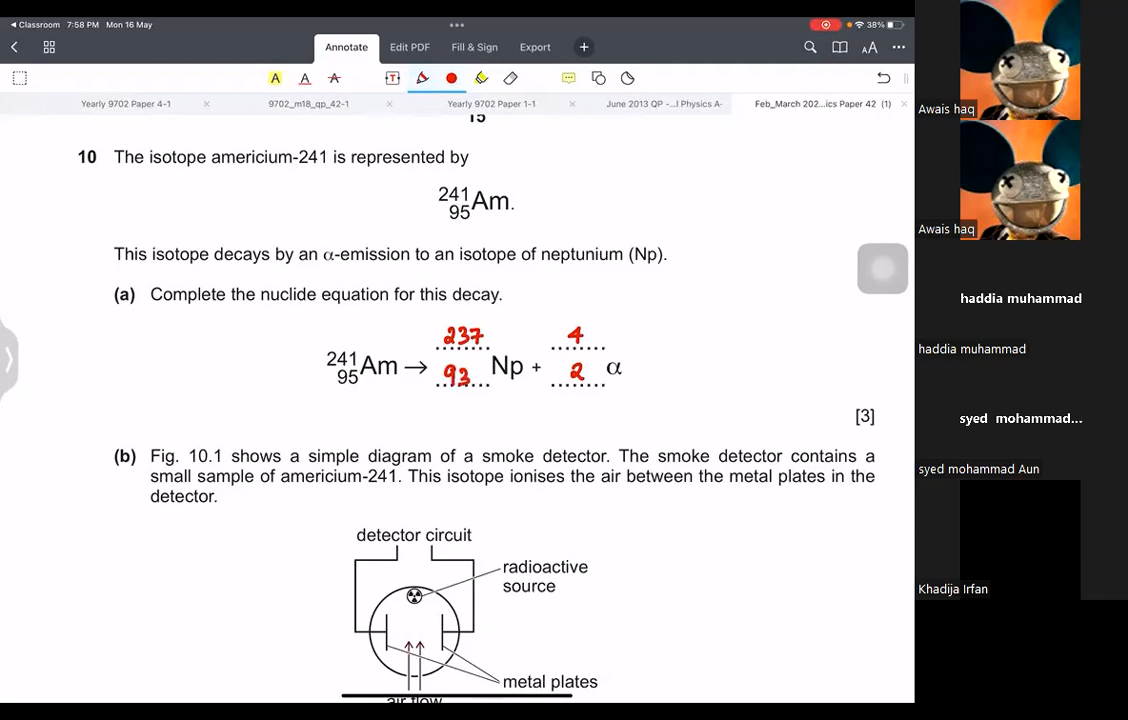 Classroom 7:58 PM Mon 16 May
38%
Annotate Edit PDF Fill & Sign Export
Yearly 9702 Paper 4-1 9702_m18_qp_42-1 Yearly 9702 Paper 1-1 June 2013 QP -...l Physics A- Feb_March 202...ics Paper 42 (1)
15
10 The isotope americium-241 is represented by
241
95 Am.
This isotope decays by an α-emission to an isotope of neptunium (Np).
(a) Complete the nuclide equation for this decay.
237 4
241
95 Am → Np + α
93 2
[3]
(b) Fig. 10.1 shows a simple diagram of a smoke detector. The smoke detector contains a
small sample of americium-241. This isotope ionises the air between the metal plates in the
detector.
detector circuit
radioactive
source
metal plates
air flow
Awais haq
Awais haq
haddia muhammad
haddia muhammad
syed mohammad...
syed mohammad Aun
Khadija Irfan